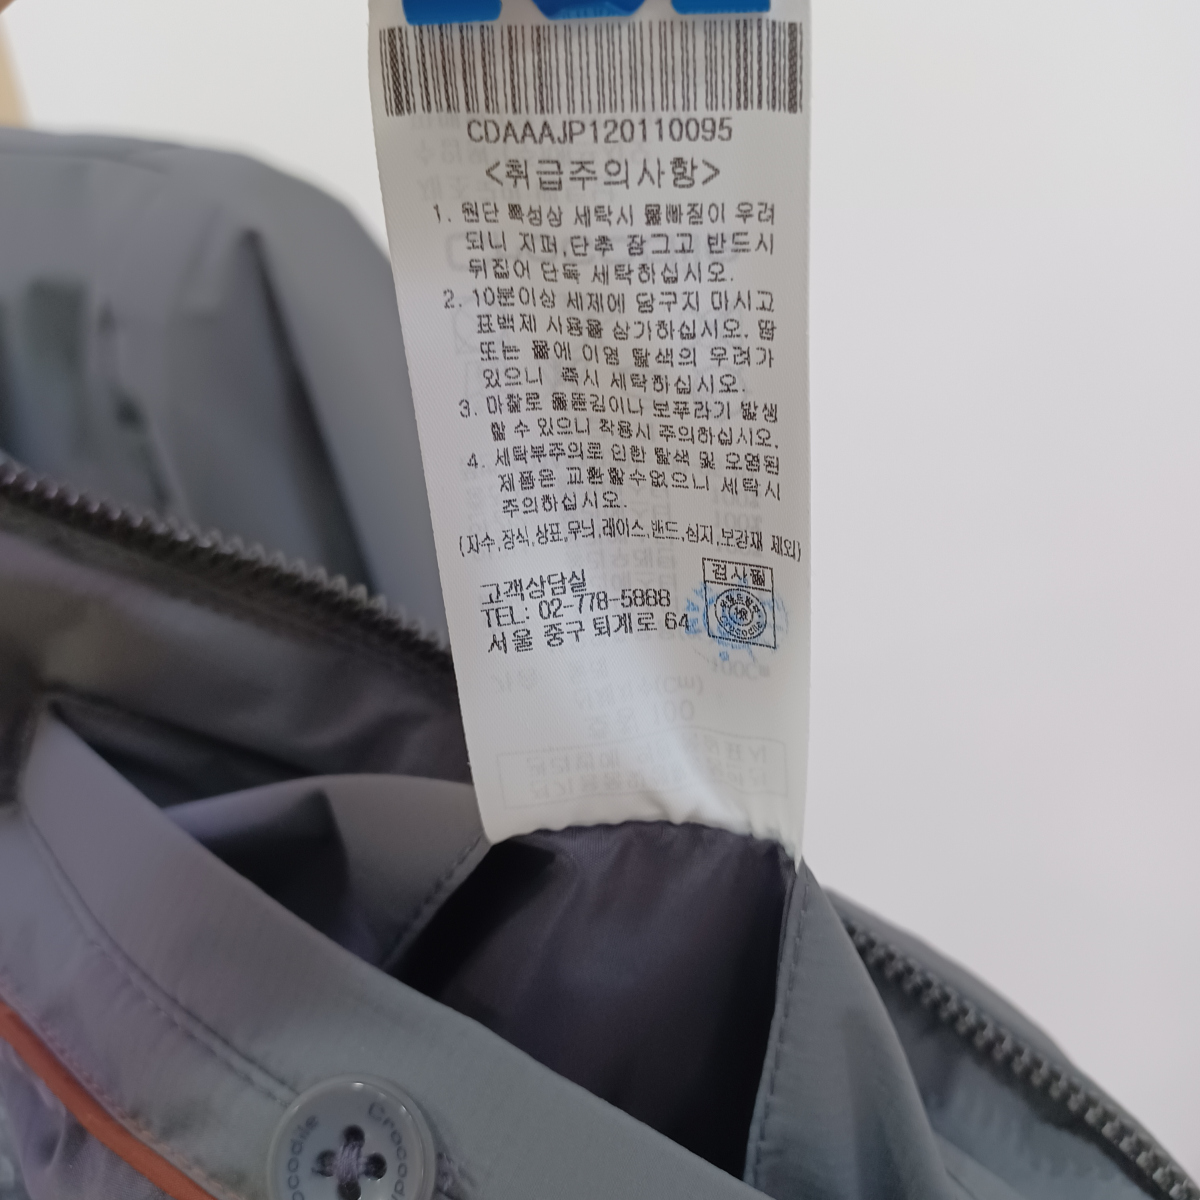 CDAAAJP120110095
<취급주의사항>
1. 원단 특성상 세탁시 물빠짐이 우려
되니 지퍼,단추 잠그고 반드시
뒤집어 단독 세탁하십시오.
2. 10분이상 세제에 담구지 마시고
표백제 사용을 삼가하십시오. 땀
또는 물에 이염 탈색의 우려가
있으니 즉시 세탁하십시오.
3. 마찰로 올뜯김이나 보푸라기 발생
할 수 있으니 착용시 주의하십시오.
4. 세탁부주의로 인한 탈색 및 오염된
제품은 교환할수없으니 세탁시
주의하십시오.
(자수,장식,상표,무늬,레이스,밴드,심지,보강재 제외)
고객상담실
TEL: 02-778-5888
서울 중구 퇴계로 64
검사필
Crocodile
Crocodile